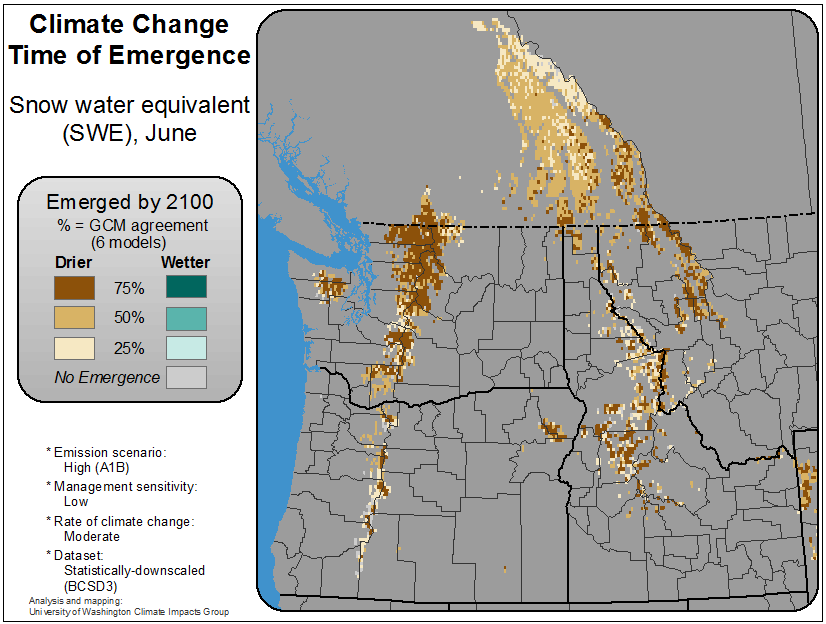 Climate Change
Time of Emergence
Snow water equivalent
(SWE), June
Emerged by 2100
% = GCM agreement
(6 models)
Drier Wetter
75%
50%
25%
No Emergence
* Emission scenario:
High (A1B)
* Management sensitivity:
Low
* Rate of climate change:
Moderate
* Dataset:
Statistically-downscaled
(BCSD3)
Analysis and mapping:
University of Washington Climate Impacts Group